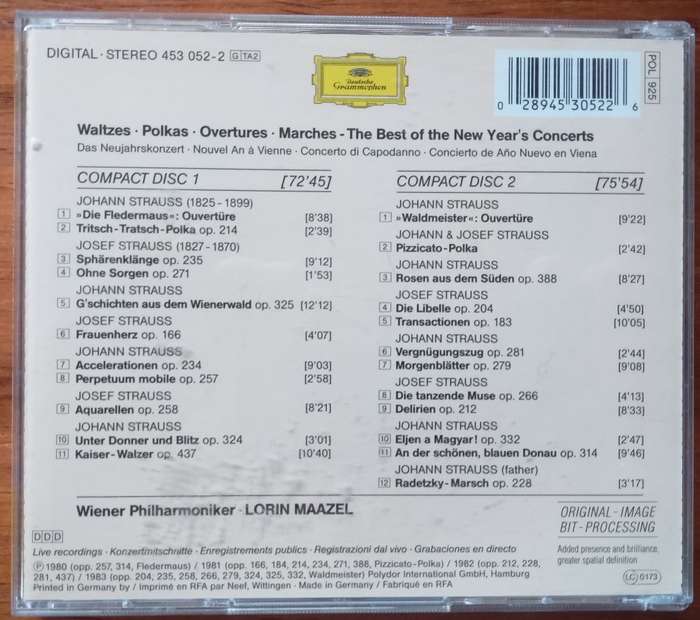 DIGITAL · STEREO 453 052-2 G TA2
Deutsche
Grammophon
0 28945 30522 6
POL 925
Waltzes · Polkas · Overtures · Marches - The Best of the New Year's Concerts
Das Neujahrskonzert · Nouvel An à Vienne · Concerto di Capodanno · Concierto de Año Nuevo en Viena
COMPACT DISC 1 [72'45]
JOHANN STRAUSS (1825-1899)
1 »Die Fledermaus«: Ouvertüre [8'38]
2 Tritsch-Tratsch-Polka op. 214 [2'39]
JOSEF STRAUSS (1827-1870)
3 Sphärenklänge op. 235 [9'12]
4 Ohne Sorgen op. 271 [1'53]
JOHANN STRAUSS
5 G'schichten aus dem Wienerwald op. 325 [12'12]
JOSEF STRAUSS
6 Frauenherz op. 166 [4'07]
JOHANN STRAUSS
7 Accelerationen op. 234 [9'03]
8 Perpetuum mobile op. 257 [2'58]
JOSEF STRAUSS
9 Aquarellen op. 258 [8'21]
JOHANN STRAUSS
10 Unter Donner und Blitz op. 324 [3'01]
11 Kaiser-Walzer op. 437 [10'40]
COMPACT DISC 2 [75'54]
JOHANN STRAUSS
1 »Waldmeister«: Ouvertüre [9'22]
JOHANN & JOSEF STRAUSS
2 Pizzicato-Polka [2'42]
JOHANN STRAUSS
3 Rosen aus dem Süden op. 388 [8'27]
JOSEF STRAUSS
4 Die Libelle op. 204 [4'50]
5 Transactionen op. 183 [10'05]
JOHANN STRAUSS
6 Vergnügungszug op. 281 [2'44]
7 Morgenblätter op. 279 [9'08]
JOSEF STRAUSS
8 Die tanzende Muse op. 266 [4'13]
9 Delirien op. 212 [8'33]
JOHANN STRAUSS
10 Eljen a Magyar! op. 332 [2'47]
11 An der schönen, blauen Donau op. 314 [9'46]
JOHANN STRAUSS (father)
12 Radetzky-Marsch op. 228 [3'17]
Wiener Philharmoniker · LORIN MAAZEL
ORIGINAL-IMAGE
BIT-PROCESSING
Added presence and brilliance,
greater spatial definition
DDD
Live recordings · Konzertmitschnitte · Enregistrements publics · Registrazioni dal vivo · Grabaciones en directo
Ⓟ 1980 (opp. 257, 314, Fledermaus) / 1981 (opp. 166, 184, 214, 234, 271, 388, Pizzicato-Polka) / 1982 (opp. 212, 228,
281, 437) / 1983 (opp. 204, 235, 258, 266, 279, 324, 325, 332, Waldmeister) Polydor International GmbH, Hamburg
Printed in Germany by / Imprimé en RFA par Neef, Wittingen · Made in Germany / Fabriqué en RFA
LC 0173